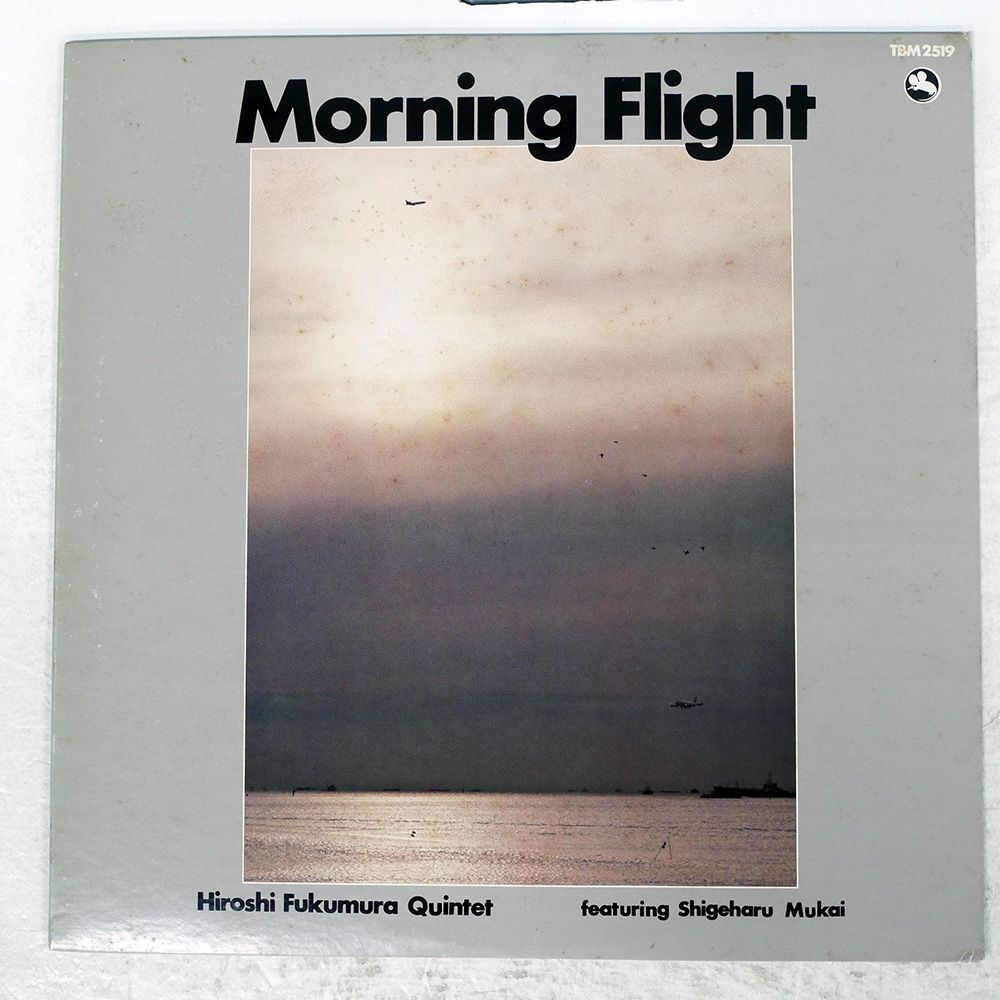 TBM2519
Morning Flight
Hiroshi Fukumura Quintet featuring Shigeharu Mukai